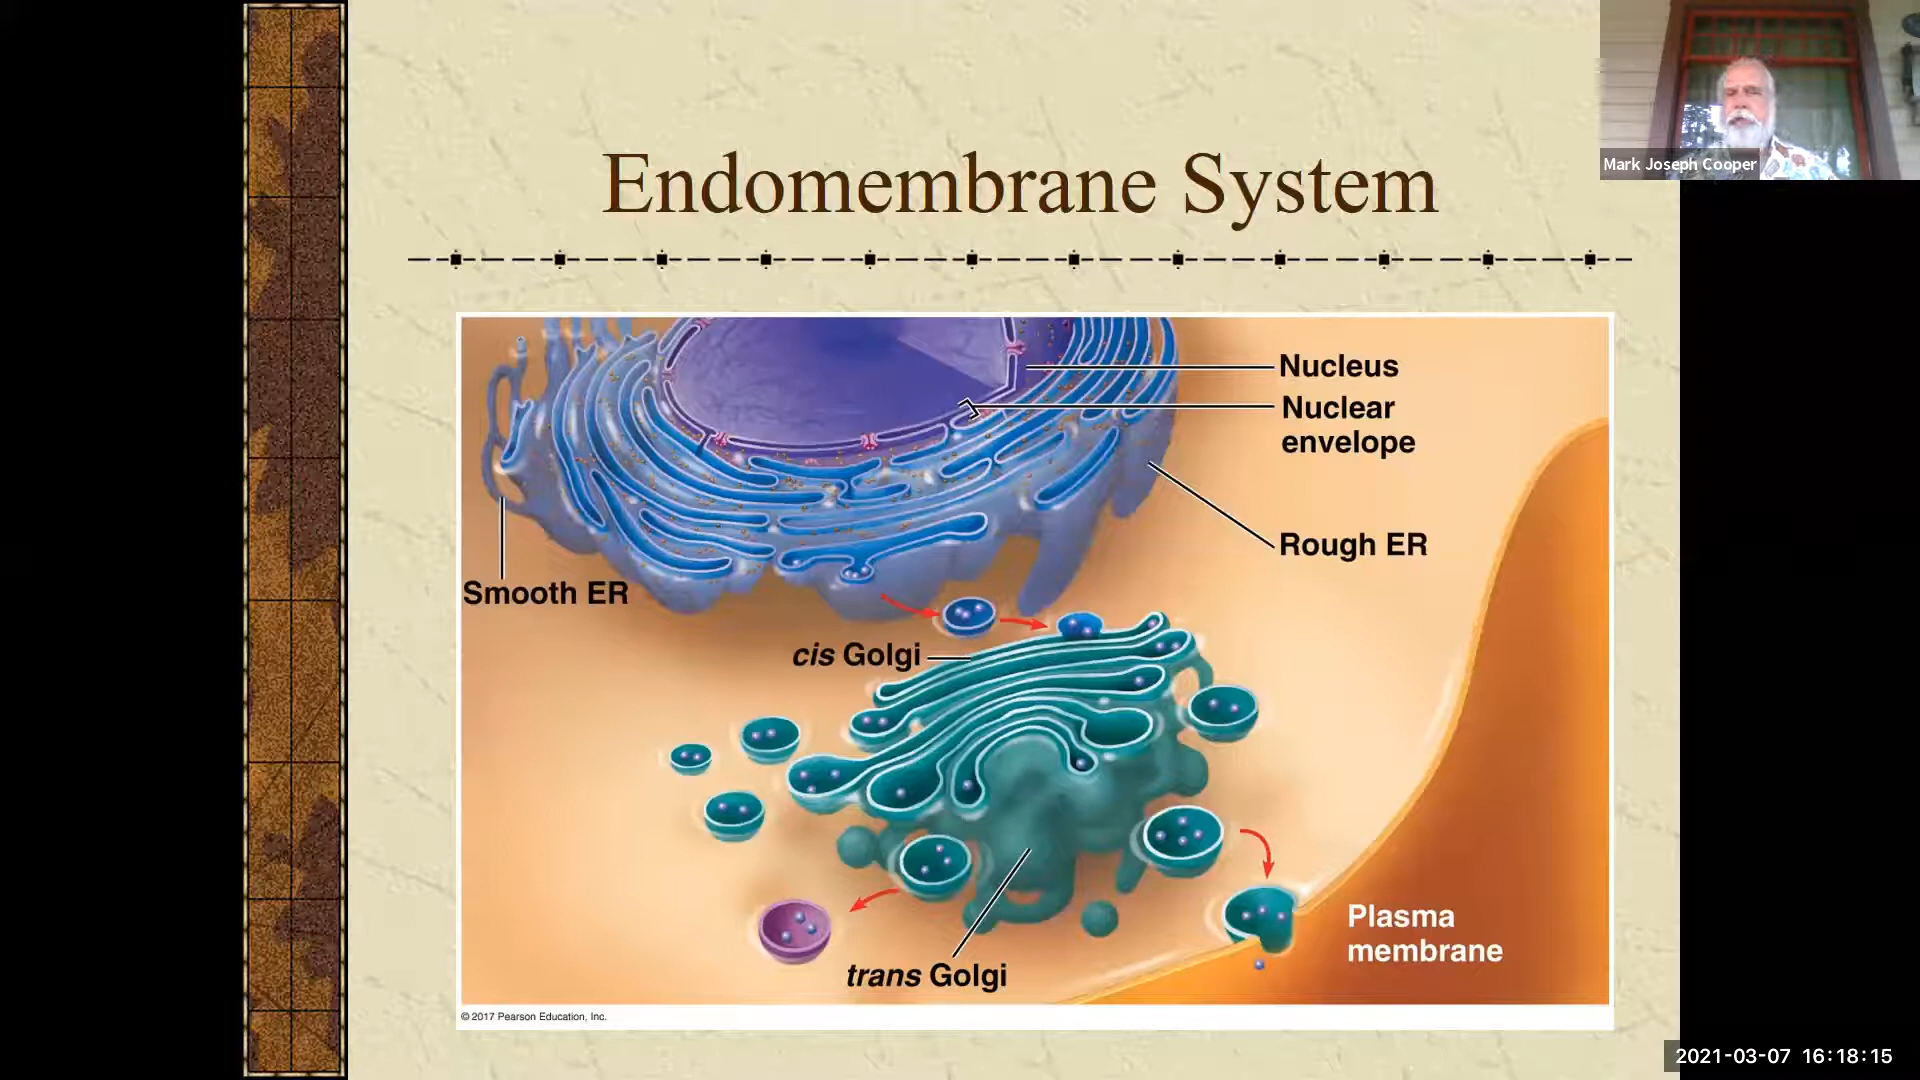 Mark Joseph Cooper
Endomembrane System
Nucleus
Nuclear
envelope
Rough ER
Smooth ER
cis Golgi
Plasma
membrane
trans Golgi
© 2017 Pearson Education, Inc.
2021-03-07 16:18:15